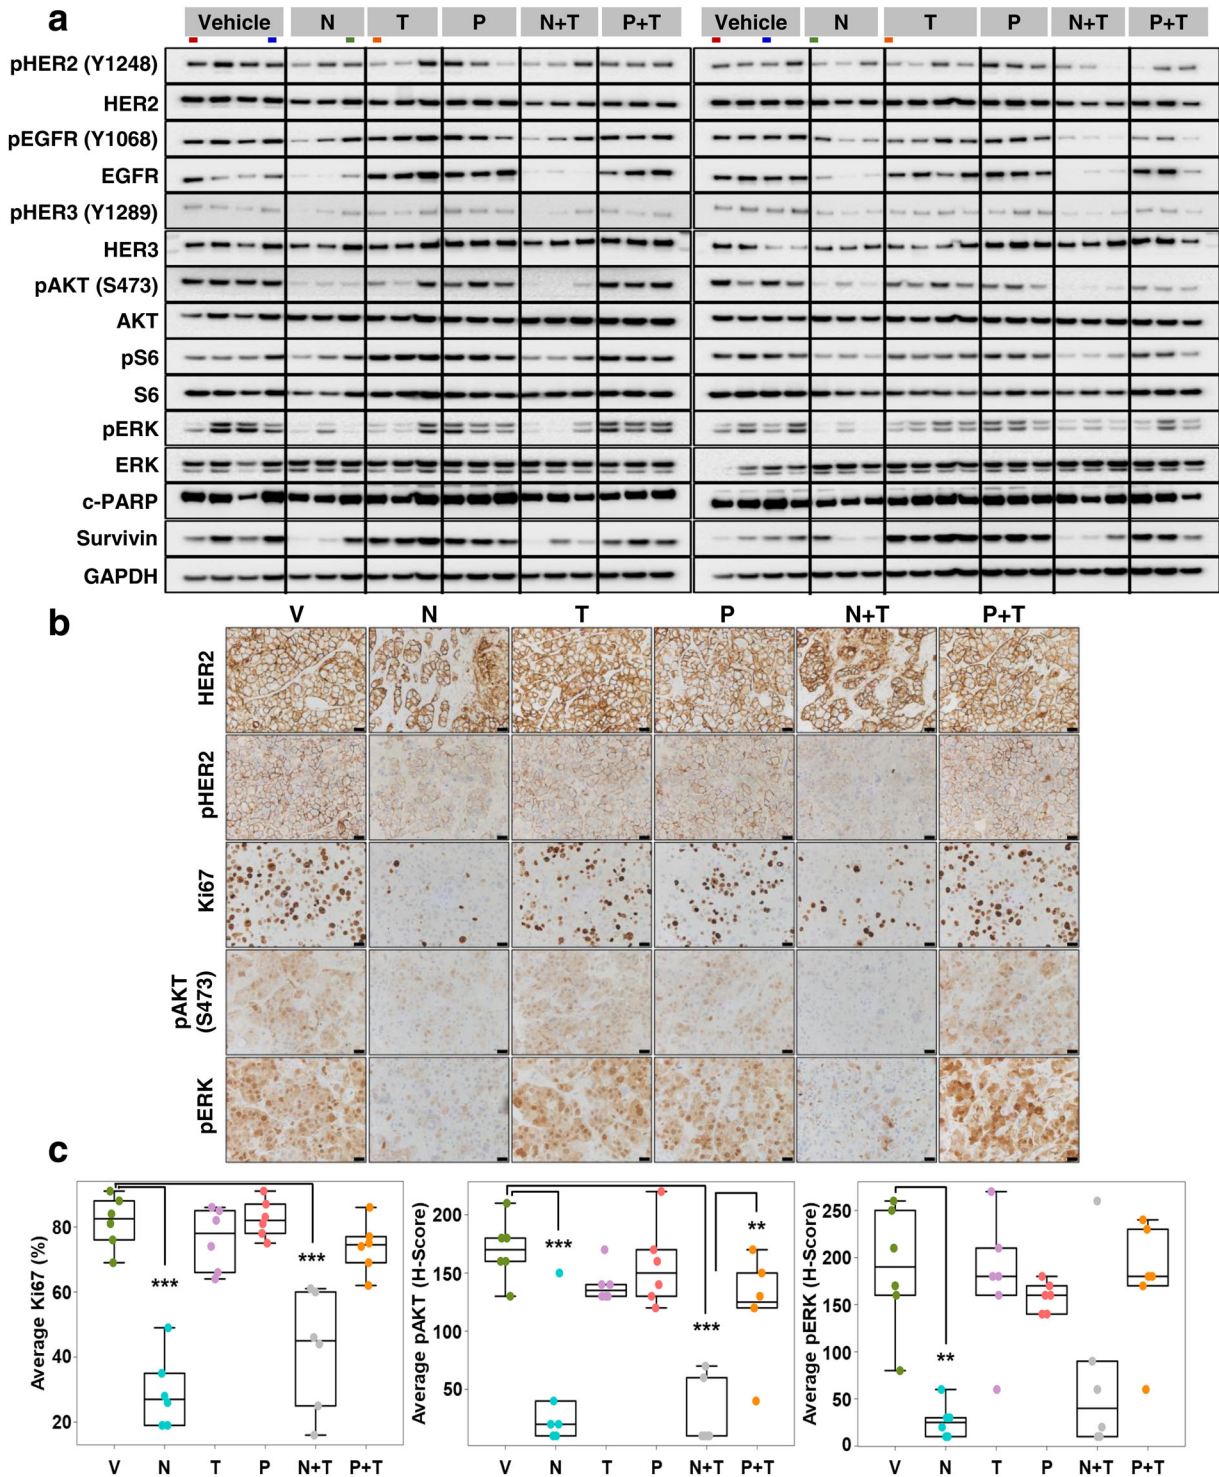 a
Vehicle N T P N+T P+T Vehicle N T P N+T P+T
pHER2 (Y1248)
HER2
pEGFR (Y1068)
EGFR
pHER3 (Y1289)
HER3
pAKT (S473)
AKT
pS6
S6
pERK
ERK
c-PARP
Survivin
GAPDH
b
V N T P N+T P+T
HER2
pHER2
Ki67
pAKT
(S473)
pERK
c
Average Ki67 (%)
80
60
40
20
***
***
V N T P N+T P+T
Average pAKT (H-Score)
200
150
100
50
***
***
**
V N T P N+T P+T
Average pERK (H-Score)
250
200
150
100
50
0
**
V N T P N+T P+T